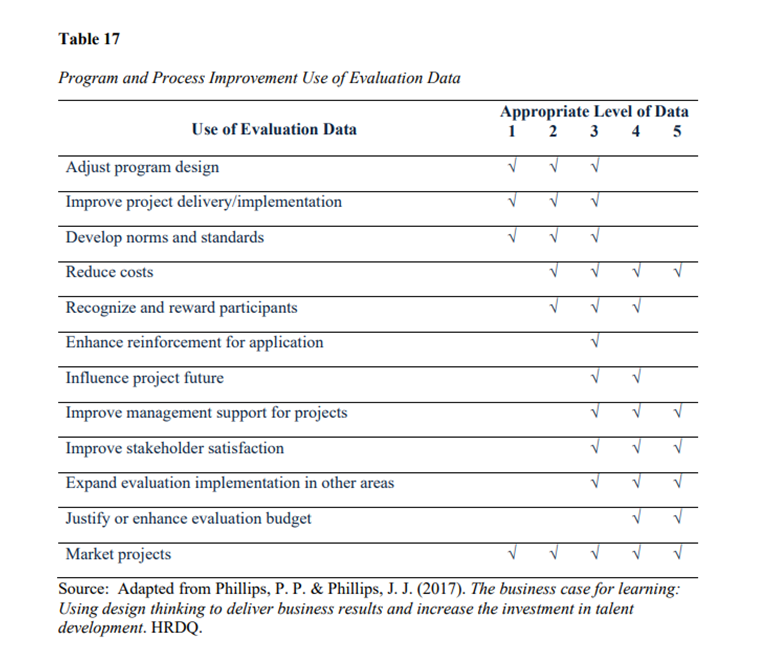 Table 17
Program and Process Improvement Use of Evaluation Data
Appropriate Level of Data
Use of Evaluation Data 1 2 3 4 5
Adjust program design √ √ √
Improve project delivery/implementation √ √ √
Develop norms and standards √ √ √
Reduce costs √ √ √ √
Recognize and reward participants √ √ √
Enhance reinforcement for application √
Influence project future √ √
Improve management support for projects √ √ √
Improve stakeholder satisfaction √ √ √
Expand evaluation implementation in other areas √ √ √
Justify or enhance evaluation budget √ √
Market projects √ √ √ √ √
Source: Adapted from Phillips, P. P. & Phillips, J. J. (2017). The business case for learning:
Using design thinking to deliver business results and increase the investment in talent
development. HRDQ.